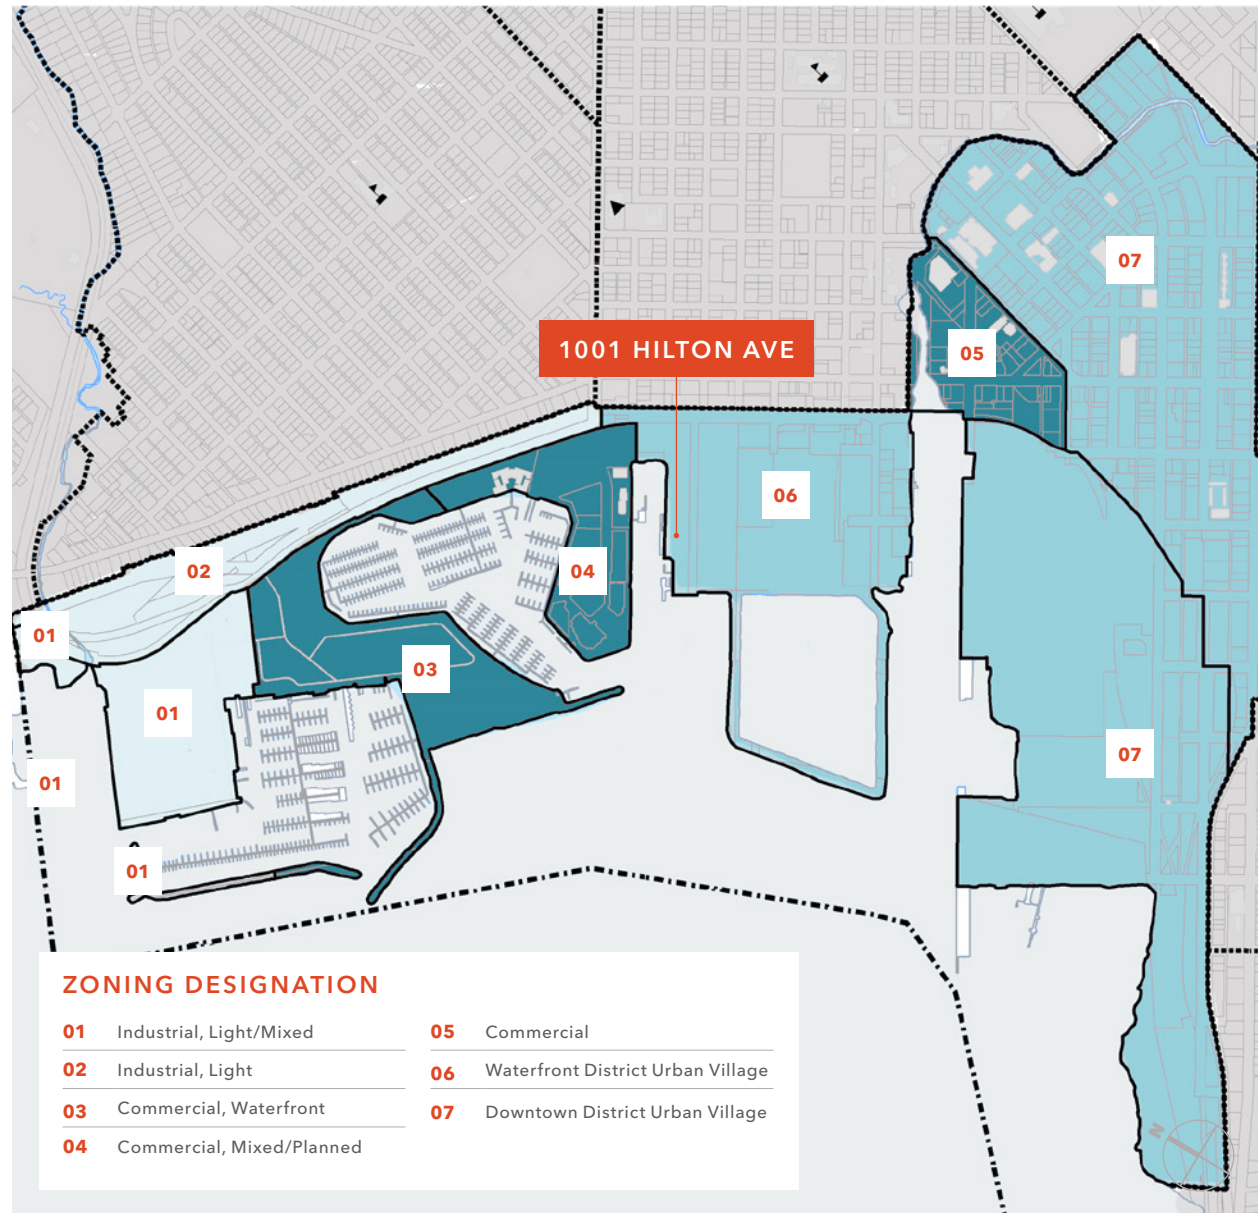 07
1001 HILTON AVE
05
06
02
04
01
03
01
07
01
01
ZONING DESIGNATION
01 Industrial, Light/Mixed
02 Industrial, Light
03 Commercial, Waterfront
04 Commercial, Mixed/Planned
05 Commercial
06 Waterfront District Urban Village
07 Downtown District Urban Village
N